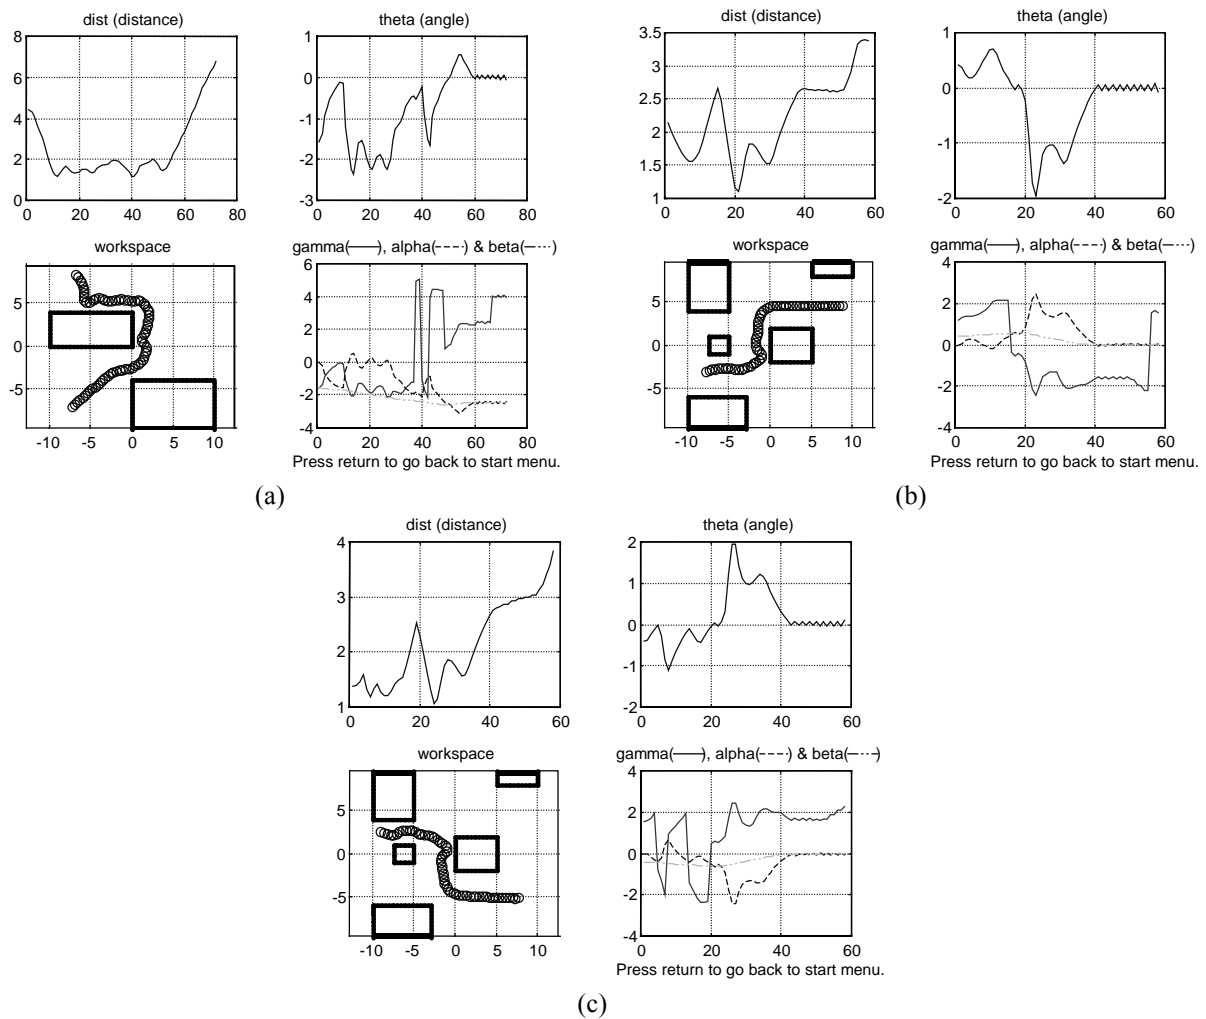 dist (distance)
8
6
4
2
0
0 20 40 60 80
theta (angle)
1
0
-1
-2
-3
0 20 40 60 80
workspace
5
0
-5
-10 -5 0 5 10
gamma(——), alpha(----) & beta(—···)
6
4
2
0
-2
-4
0 20 40 60 80
Press return to go back to start menu.
(a)
dist (distance)
3.5
3
2.5
2
1.5
1
0 20 40 60
theta (angle)
1
0
-1
-2
0 20 40 60
workspace
5
0
-5
-10 -5 0 5 10
gamma(——), alpha(----) & beta(—···)
4
2
0
-2
-4
0 20 40 60
Press return to go back to start menu.
(b)
dist (distance)
4
3
2
1
0 20 40 60
theta (angle)
2
1
0
-1
-2
0 20 40 60
workspace
5
0
-5
-10 -5 0 5 10
gamma(——), alpha(----) & beta(—···)
4
2
0
-2
-4
0 20 40 60
Press return to go back to start menu.
(c)